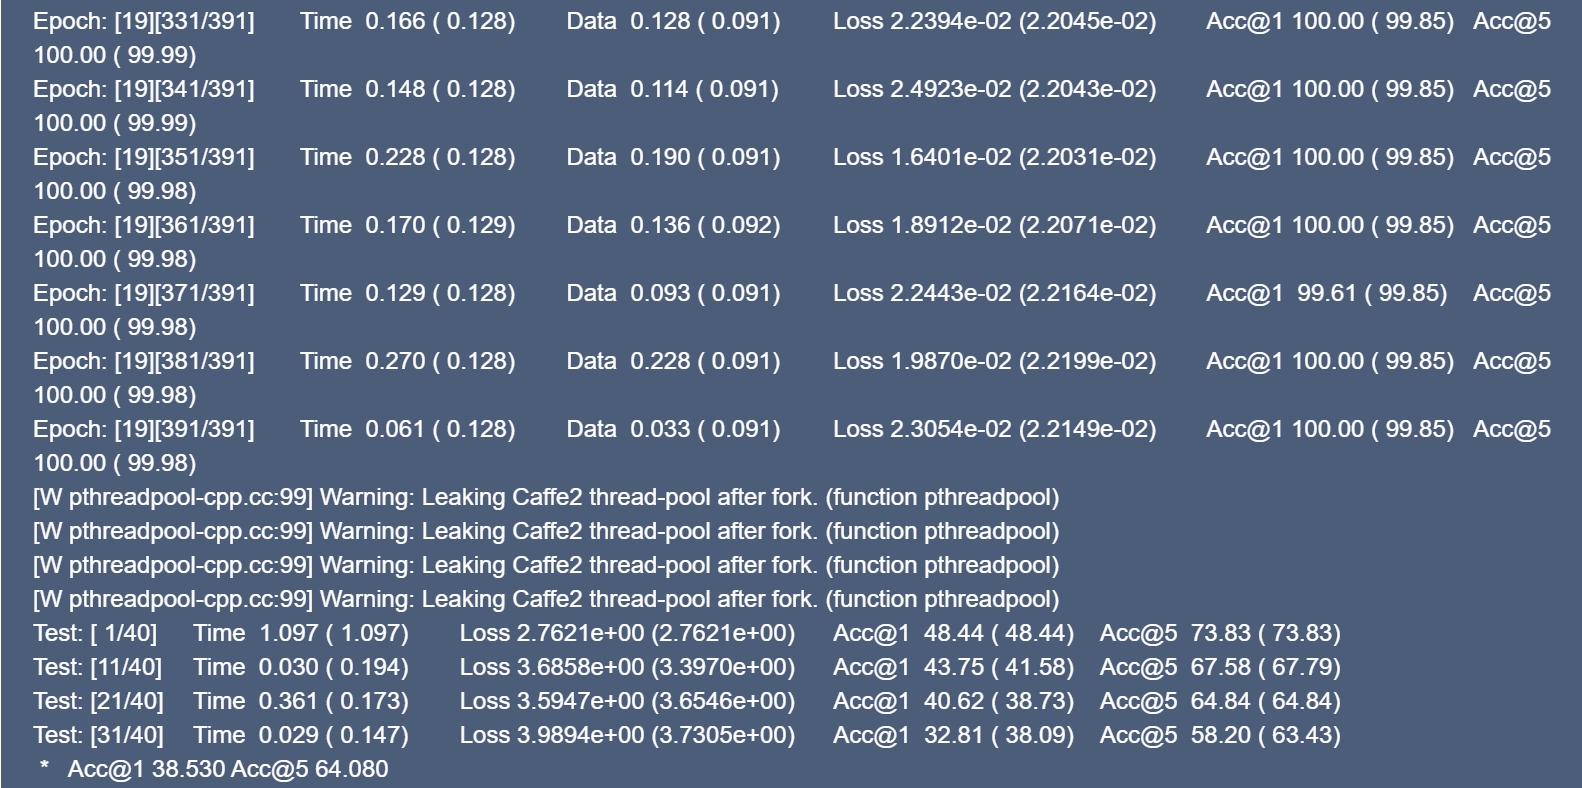 Epoch: [19][331/391] Time 0.166 ( 0.128) Data 0.128 ( 0.091) Loss 2.2394e-02 (2.2045e-02) Acc@1 100.00 ( 99.85) Acc@5
100.00 ( 99.99)
Epoch: [19][341/391] Time 0.148 ( 0.128) Data 0.114 ( 0.091) Loss 2.4923e-02 (2.2043e-02) Acc@1 100.00 ( 99.85) Acc@5
100.00 ( 99.99)
Epoch: [19][351/391] Time 0.228 ( 0.128) Data 0.190 ( 0.091) Loss 1.6401e-02 (2.2031e-02) Acc@1 100.00 ( 99.85) Acc@5
100.00 ( 99.98)
Epoch: [19][361/391] Time 0.170 ( 0.129) Data 0.136 ( 0.092) Loss 1.8912e-02 (2.2071e-02) Acc@1 100.00 ( 99.85) Acc@5
100.00 ( 99.98)
Epoch: [19][371/391] Time 0.129 ( 0.128) Data 0.093 ( 0.091) Loss 2.2443e-02 (2.2164e-02) Acc@1 99.61 ( 99.85) Acc@5
100.00 ( 99.98)
Epoch: [19][381/391] Time 0.270 ( 0.128) Data 0.228 ( 0.091) Loss 1.9870e-02 (2.2199e-02) Acc@1 100.00 ( 99.85) Acc@5
100.00 ( 99.98)
Epoch: [19][391/391] Time 0.061 ( 0.128) Data 0.033 ( 0.091) Loss 2.3054e-02 (2.2149e-02) Acc@1 100.00 ( 99.85) Acc@5
100.00 ( 99.98)
[W pthreadpool-cpp.cc:99] Warning: Leaking Caffe2 thread-pool after fork. (function pthreadpool)
[W pthreadpool-cpp.cc:99] Warning: Leaking Caffe2 thread-pool after fork. (function pthreadpool)
[W pthreadpool-cpp.cc:99] Warning: Leaking Caffe2 thread-pool after fork. (function pthreadpool)
[W pthreadpool-cpp.cc:99] Warning: Leaking Caffe2 thread-pool after fork. (function pthreadpool)
Test: [ 1/40] Time 1.097 ( 1.097) Loss 2.7621e+00 (2.7621e+00) Acc@1 48.44 ( 48.44) Acc@5 73.83 ( 73.83)
Test: [11/40] Time 0.030 ( 0.194) Loss 3.6858e+00 (3.3970e+00) Acc@1 43.75 ( 41.58) Acc@5 67.58 ( 67.79)
Test: [21/40] Time 0.361 ( 0.173) Loss 3.5947e+00 (3.6546e+00) Acc@1 40.62 ( 38.73) Acc@5 64.84 ( 64.84)
Test: [31/40] Time 0.029 ( 0.147) Loss 3.9894e+00 (3.7305e+00) Acc@1 32.81 ( 38.09) Acc@5 58.20 ( 63.43)
* Acc@1 38.530 Acc@5 64.080